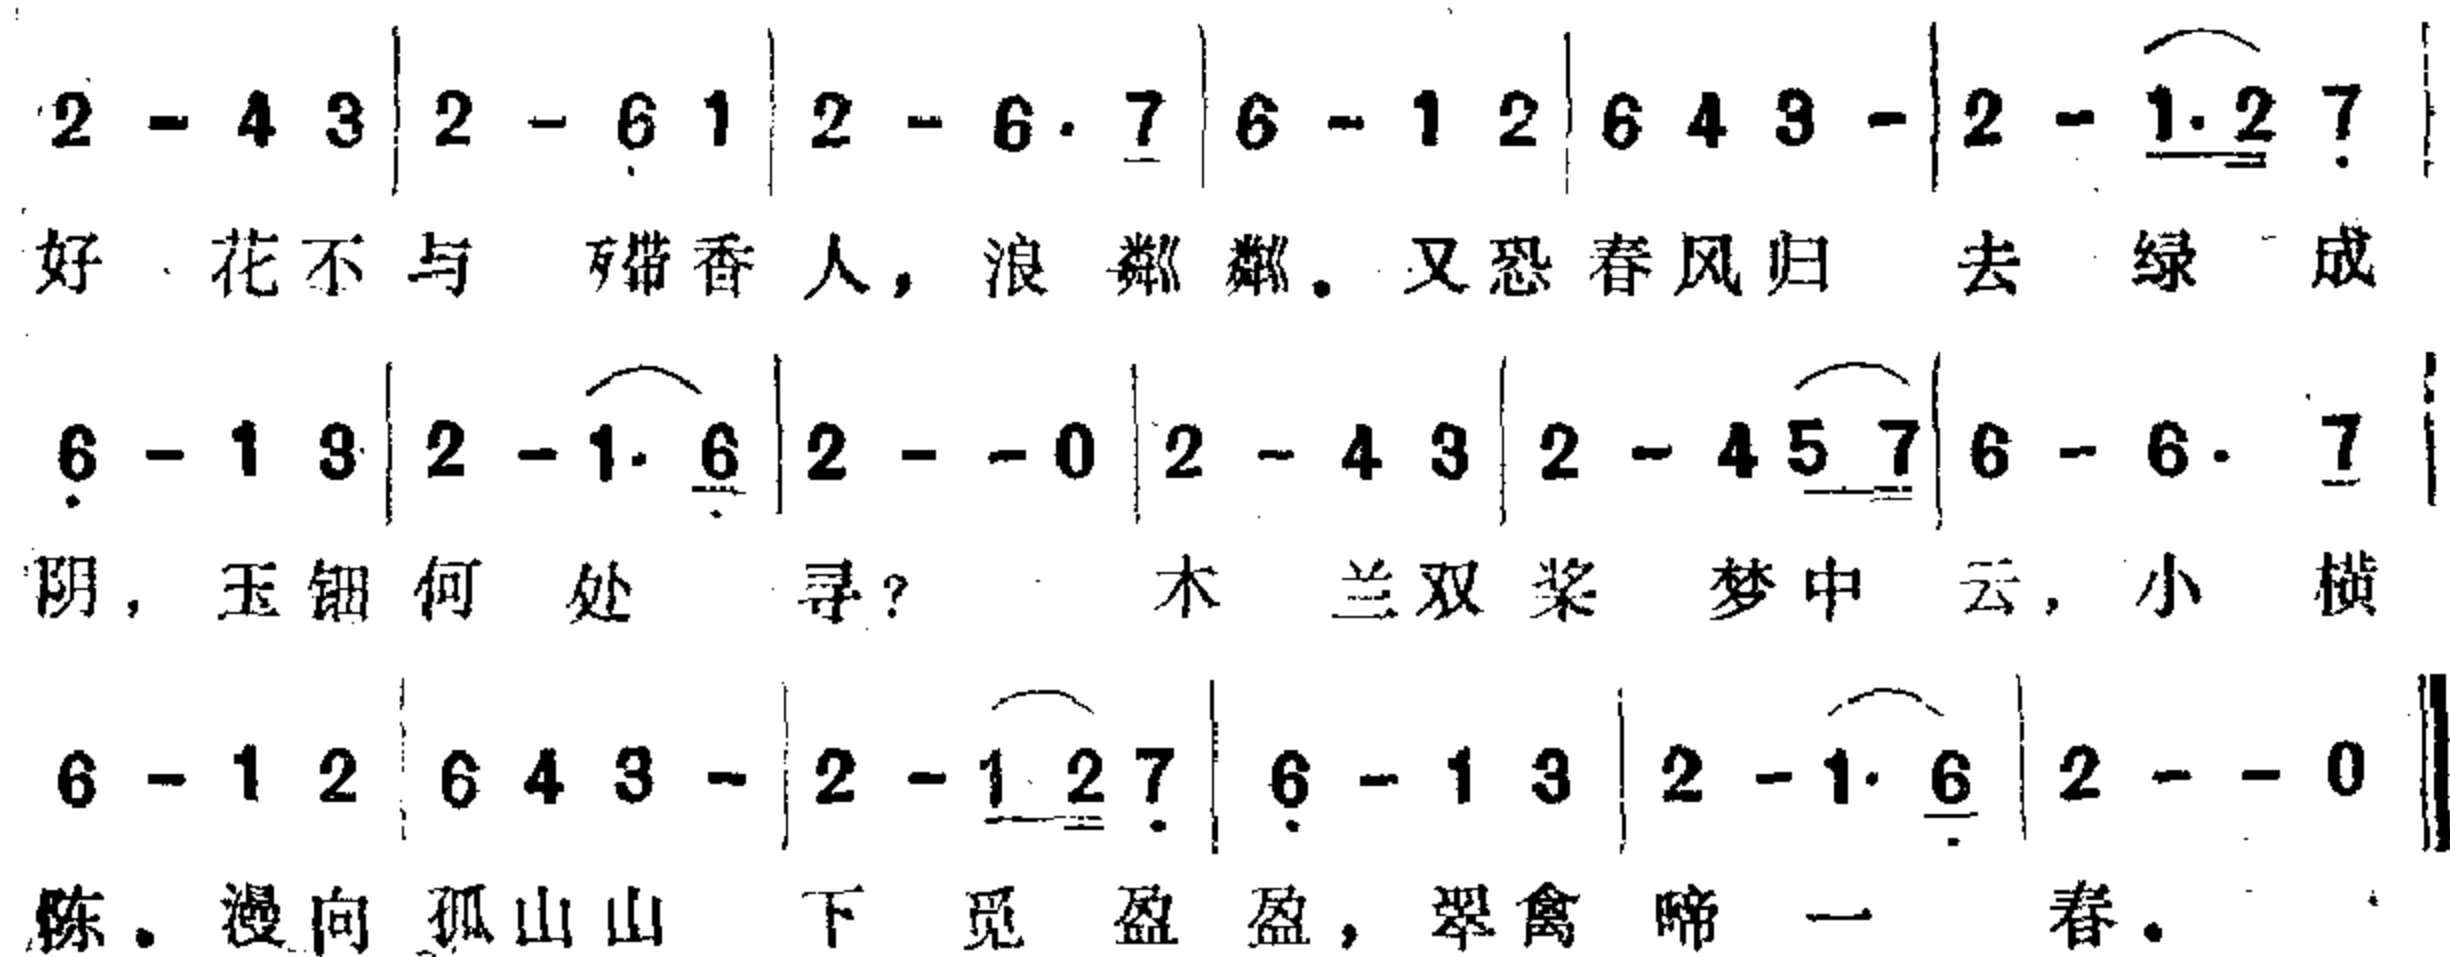 2 - 4 3 | 2 - 6̣ 1 | 2 - 6· 7 | 6 - 1 2 | 6 4 3 - | 2 - 1·2 7̣ |
好 花不与 殢香人，浪 粼粼。又恐春风归 去 绿 成
6̣ - 1 3 | 2 - 1· 6̣ | 2 - - 0 | 2 - 4 3 | 2 - 4 5 7 | 6 - 6· 7 |
阴，玉钿何 处 寻？ 木 兰双桨 梦中 云，小 横
6 - 1 2 | 6 4 3 - | 2 - 1 2 7̣ | 6̣ - 1 3 | 2 - 1· 6̣ | 2 - - 0 ‖
陈。漫向孤山山 下 觅 盈 盈，翠禽啼 一 春。